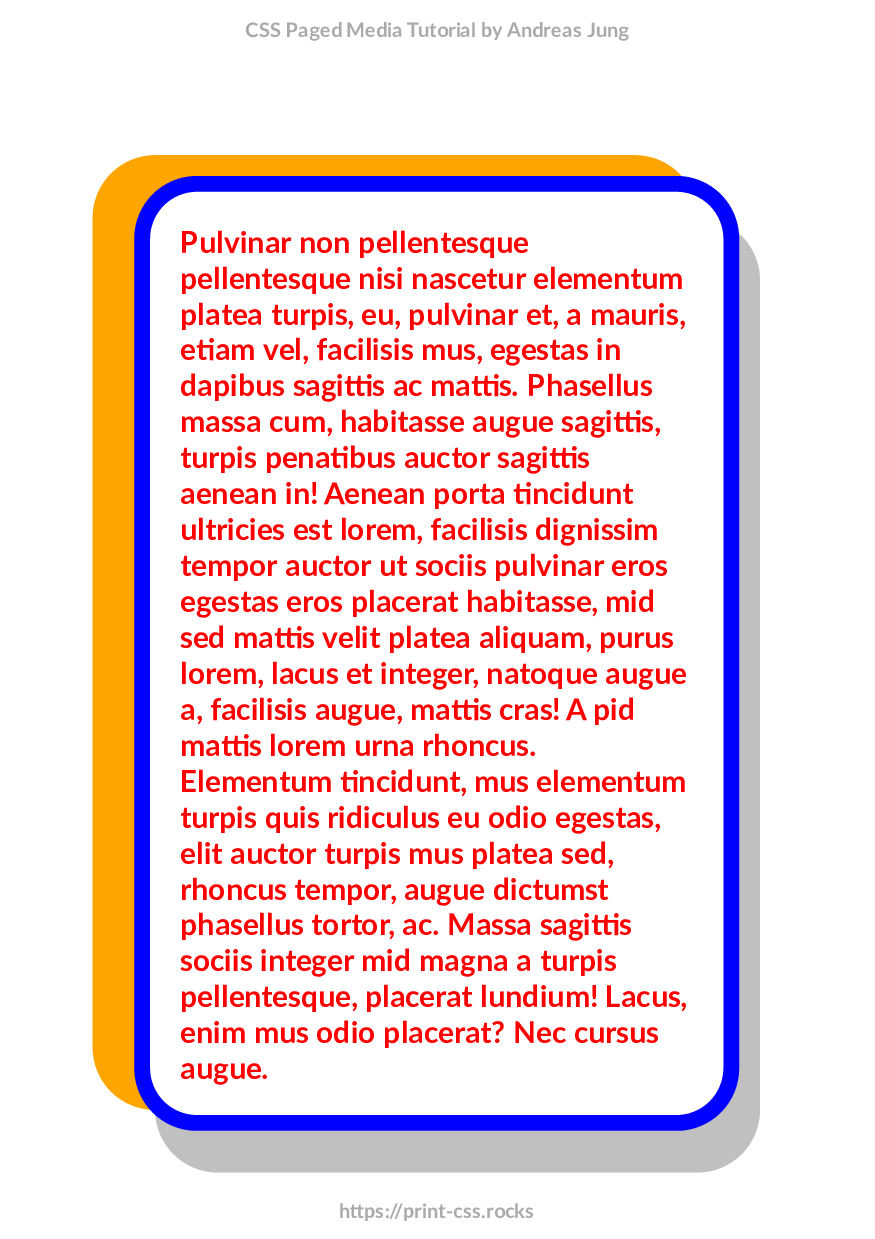 CSS Paged Media Tutorial by Andreas Jung
Pulvinar non pellentesque
pellentesque nisi nascetur elementum
platea turpis, eu, pulvinar et, a mauris,
etiam vel, facilisis mus, egestas in
dapibus sagittis ac mattis. Phasellus
massa cum, habitasse augue sagittis,
turpis penatibus auctor sagittis
aenean in! Aenean porta tincidunt
ultricies est lorem, facilisis dignissim
tempor auctor ut sociis pulvinar eros
egestas eros placerat habitasse, mid
sed mattis velit platea aliquam, purus
lorem, lacus et integer, natoque augue
a, facilisis augue, mattis cras! A pid
mattis lorem urna rhoncus.
Elementum tincidunt, mus elementum
turpis quis ridiculus eu odio egestas,
elit auctor turpis mus platea sed,
rhoncus tempor, augue dictumst
phasellus tortor, ac. Massa sagittis
sociis integer mid magna a turpis
pellentesque, placerat lundium! Lacus,
enim mus odio placerat? Nec cursus
augue.
https://print-css.rocks